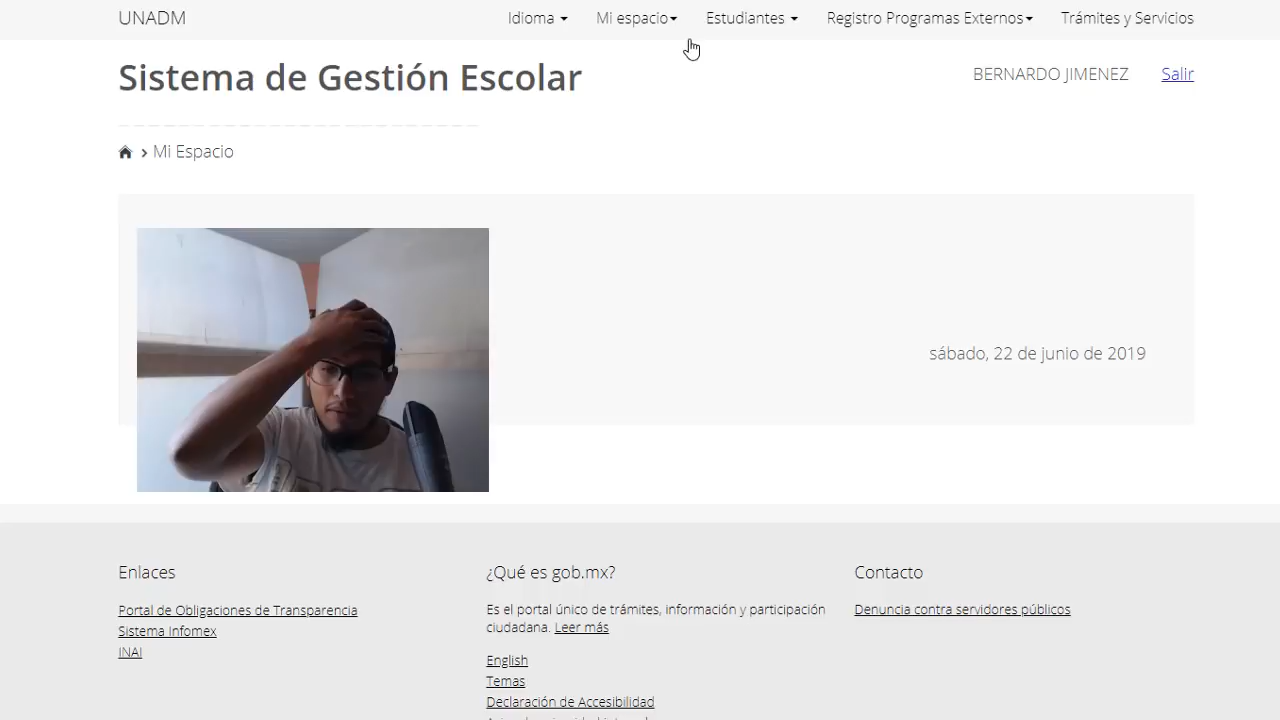 UNADM Idioma Mi espacio Estudiantes Registro Programas Externos Trámites y Servicios
Sistema de Gestión Escolar
BERNARDO JIMENEZ Salir
Mi Espacio
sábado, 22 de junio de 2019
Enlaces
Portal de Obligaciones de Transparencia
Sistema Infomex
INAI
¿Qué es gob.mx?
Es el portal único de trámites, información y participación
ciudadana. Leer más
English
Temas
Declaración de Accesibilidad
Contacto
Denuncia contra servidores públicos